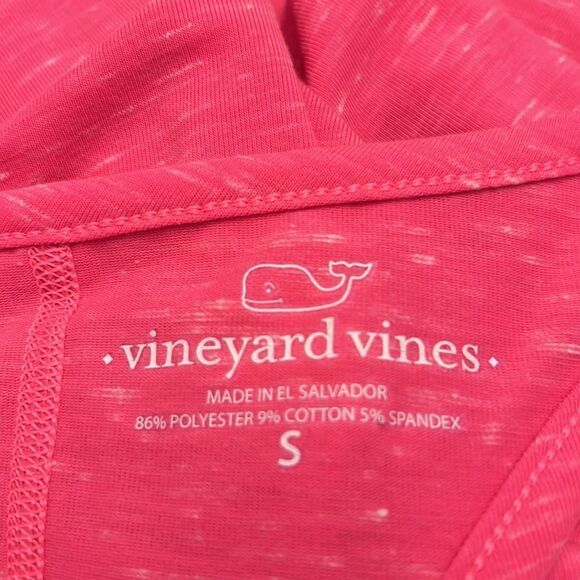 vineyard vines
MADE IN EL SALVADOR
86% POLYESTER 9% COTTON 5% SPANDEX
S